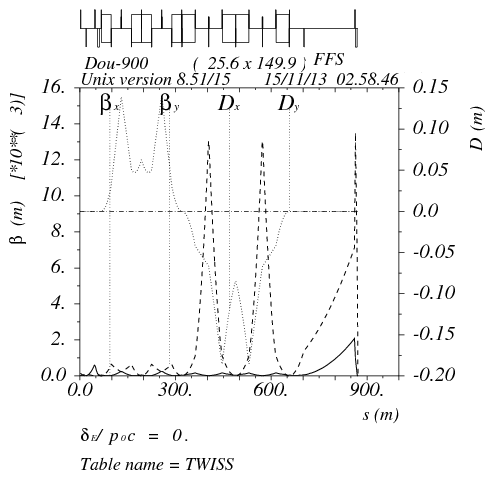 Dou-900 ( 25.6 x 149.9 ) FFS
Unix version 8.51/15 15/11/13 02.58.46
β (m) [*10**( 3)]
16.
14.
12.
10.
8.
6.
4.
2.
0.0
βx βy Dx Dy
0.15
0.10
0.05
0.0
-0.05
-0.10
-0.15
-0.20
D (m)
0.0 300. 600. 900.
s (m)
δE/ p0c = 0.
Table name = TWISS